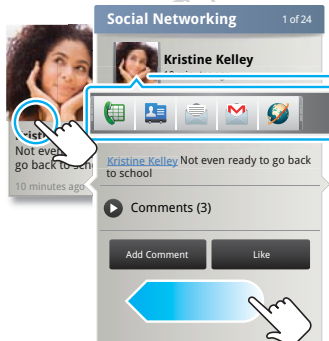 Social Networking 1 of 24
Kristine Kelley
Kristine Kelley Not even ready to go back
to school
Not even
go back to
10 minutes ago
Comments (3)
Add Comment Like